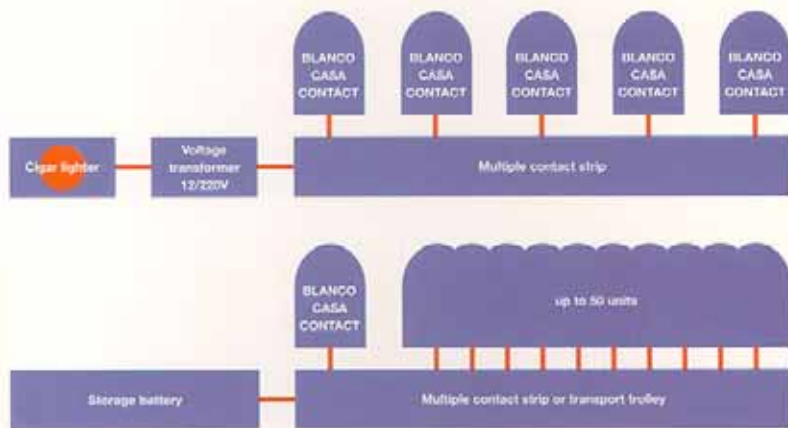 BLANCO
CASA
CONTACT
BLANCO
CASA
CONTACT
BLANCO
CASA
CONTACT
BLANCO
CASA
CONTACT
BLANCO
CASA
CONTACT
Cigar lighter
Voltage
transformer
12/220V
Multiple contact strip
BLANCO
CASA
CONTACT
up to 50 units
Storage battery
Multiple contact strip or transport trolley